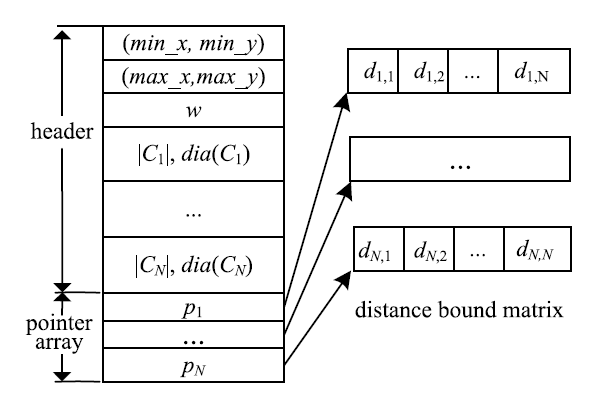 (min_x, min_y)
(max_x,max_y)
w
|C1|, dia(C1)
...
|CN|, dia(CN)
p1
...
pN
header
pointer
array
d1,1 d1,2 ... d1,N
...
dN,1 dN,2 ... dN,N
distance bound matrix